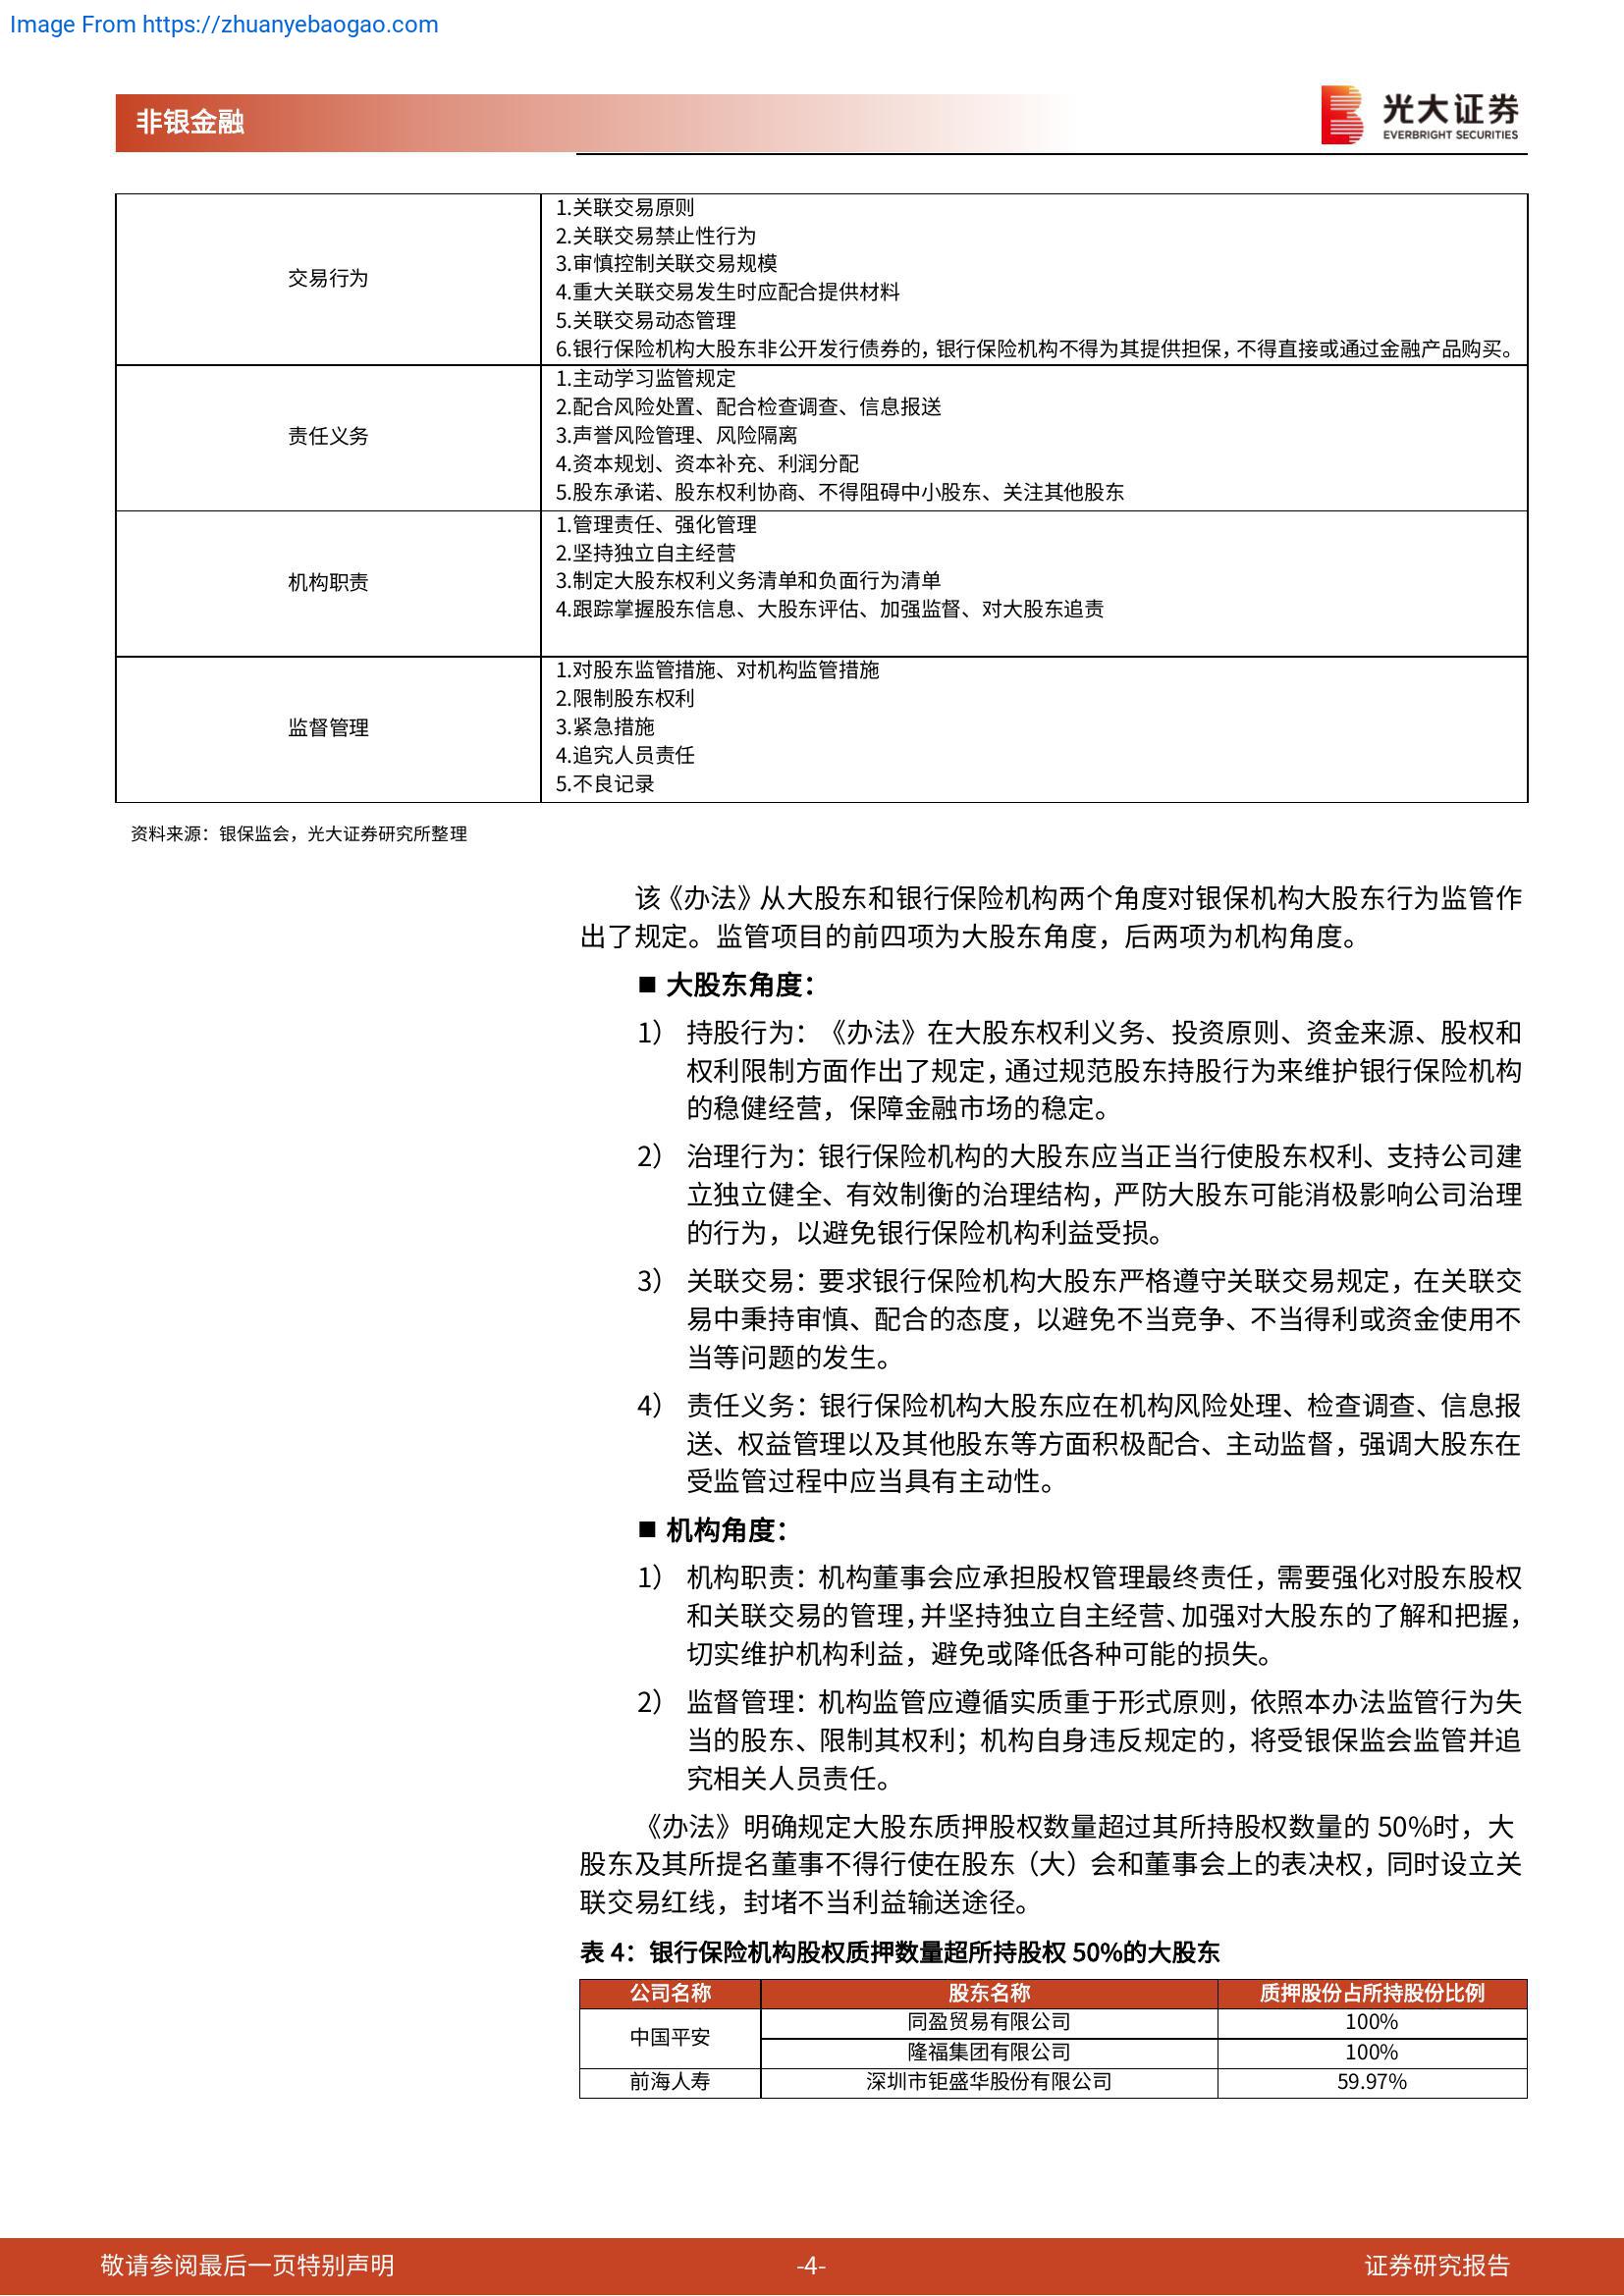 Image From https://zhuanyebaogao.com
非银金融
光大证券
EVERBRIGHT SECURITIES
交易行为
1.关联交易原则
2.关联交易禁止性行为
3.审慎控制关联交易规模
4.重大关联交易发生时应配合提供材料
5.关联交易动态管理
6.银行保险机构大股东非公开发行债券的，银行保险机构不得为其提供担保，不得直接或通过金融产品购买。
责任义务
1.主动学习监管规定
2.配合风险处置、配合检查调查、信息报送
3.声誉风险管理、风险隔离
4.资本规划、资本补充、利润分配
5.股东承诺、股东权利协商、不得阻碍中小股东、关注其他股东
机构职责
1.管理责任、强化管理
2.坚持独立自主经营
3.制定大股东权利义务清单和负面行为清单
4.跟踪掌握股东信息、大股东评估、加强监督、对大股东追责
监督管理
1.对股东监管措施、对机构监管措施
2.限制股东权利
3.紧急措施
4.追究人员责任
5.不良记录
资料来源：银保监会，光大证券研究所整理
该《办法》从大股东和银行保险机构两个角度对银保机构大股东行为监管作
出了规定。监管项目的前四项为大股东角度，后两项为机构角度。
■ 大股东角度：
1） 持股行为：《办法》在大股东权利义务、投资原则、资金来源、股权和
权利限制方面作出了规定，通过规范股东持股行为来维护银行保险机构
的稳健经营，保障金融市场的稳定。
2） 治理行为：银行保险机构的大股东应当正当行使股东权利、支持公司建
立独立健全、有效制衡的治理结构，严防大股东可能消极影响公司治理
的行为，以避免银行保险机构利益受损。
3） 关联交易：要求银行保险机构大股东严格遵守关联交易规定，在关联交
易中秉持审慎、配合的态度，以避免不当竞争、不当得利或资金使用不
当等问题的发生。
4） 责任义务：银行保险机构大股东应在机构风险处理、检查调查、信息报
送、权益管理以及其他股东等方面积极配合、主动监督，强调大股东在
受监管过程中应当具有主动性。
■ 机构角度：
1） 机构职责：机构董事会应承担股权管理最终责任，需要强化对股东股权
和关联交易的管理，并坚持独立自主经营、加强对大股东的了解和把握，
切实维护机构利益，避免或降低各种可能的损失。
2） 监督管理：机构监管应遵循实质重于形式原则，依照本办法监管行为失
当的股东、限制其权利；机构自身违反规定的，将受银保监会监管并追
究相关人员责任。
《办法》明确规定大股东质押股权数量超过其所持股权数量的 50%时，大
股东及其所提名董事不得行使在股东（大）会和董事会上的表决权，同时设立关
联交易红线，封堵不当利益输送途径。
表 4：银行保险机构股权质押数量超所持股权 50%的大股东
公司名称 股东名称 质押股份占所持股份比例
中国平安 同盈贸易有限公司 100%
隆福集团有限公司 100%
前海人寿 深圳市钜盛华股份有限公司 59.97%
敬请参阅最后一页特别声明 -4- 证券研究报告